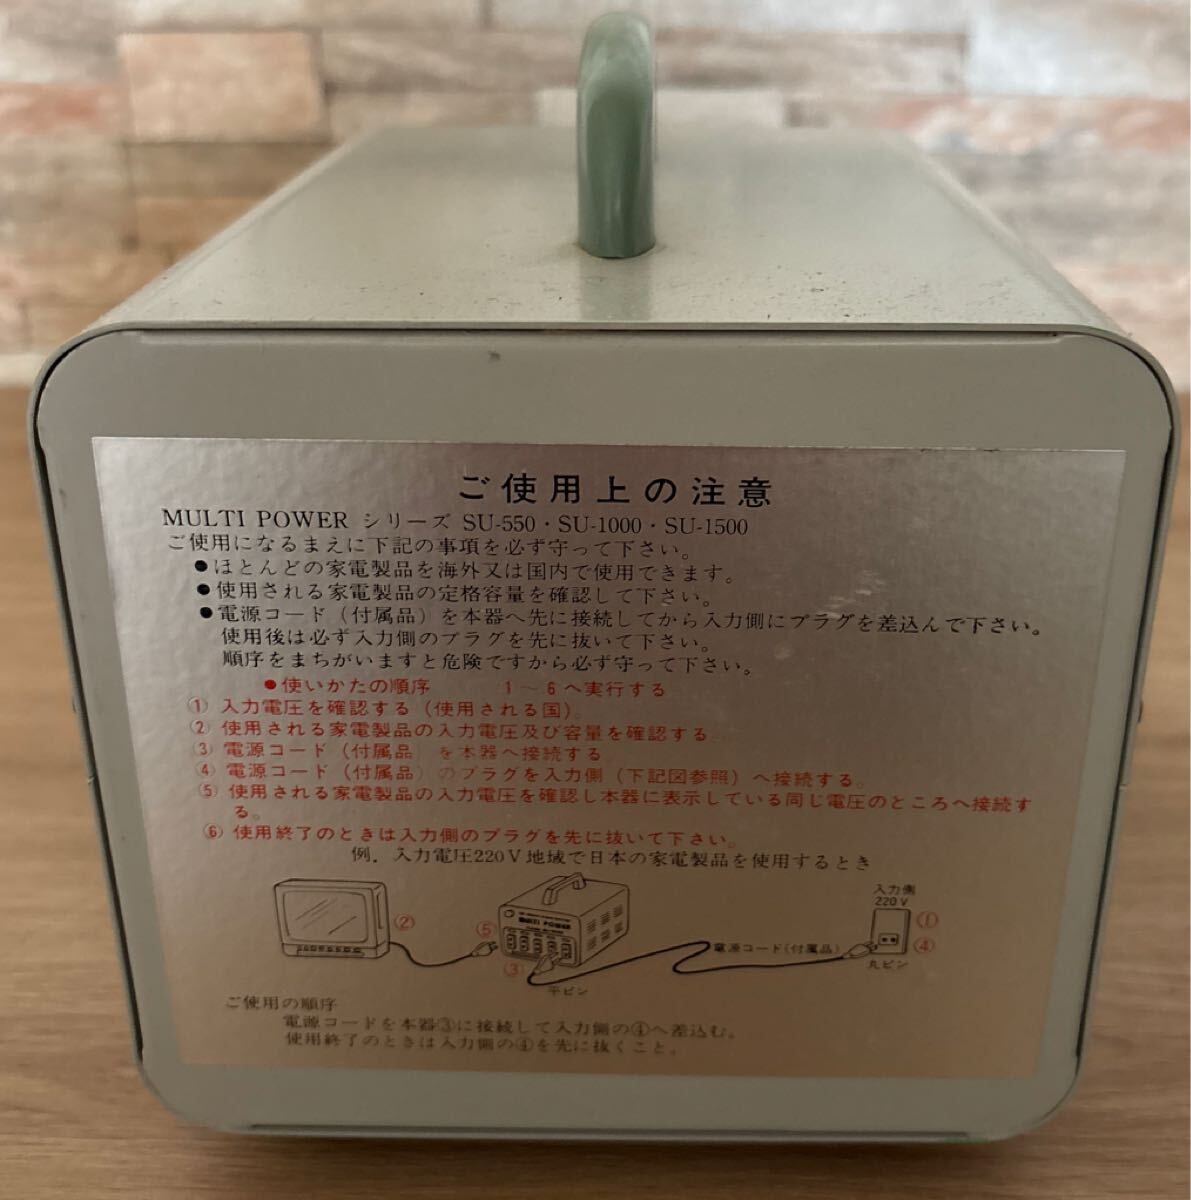 ご使用上の注意
MULTI POWER シリーズ SU-550・SU-1000・SU-1500
ご使用になるまえに下記の事項を必ず守って下さい。
●ほとんどの家電製品を海外又は国内で使用できます。
●使用される家電製品の定格容量を確認して下さい。
●電源コード（付属品）を本器へ先に接続してから入力側にプラグを差込んで下さい。
使用後は必ず入力側のプラグを先に抜いて下さい。
順序をまちがいますと危険ですから必ず守って下さい。
●使いかたの順序　1～6へ実行する
① 入力電圧を確認する（使用される国）。
② 使用される家電製品の入力電圧及び容量を確認する。
③ 電源コード（付属品）を本器へ接続する
④ 電源コード（付属品）のプラグを入力側（下記図参照）へ接続する。
⑤ 使用される家電製品の入力電圧を確認し本器に表示している同じ電圧のところへ接続す
る。
⑥ 使用終了のときは入力側のプラグを先に抜いて下さい。
例．入力電圧220V地域で日本の家電製品を使用するとき
入力側
220V
② ⑤ MULTI POWER ①
③ 電源コード（付属品） ④
平ピン 丸ピン
ご使用の順序
電源コードを本器③に接続して入力側の④へ差込む。
使用終了のときは入力側の④を先に抜くこと。